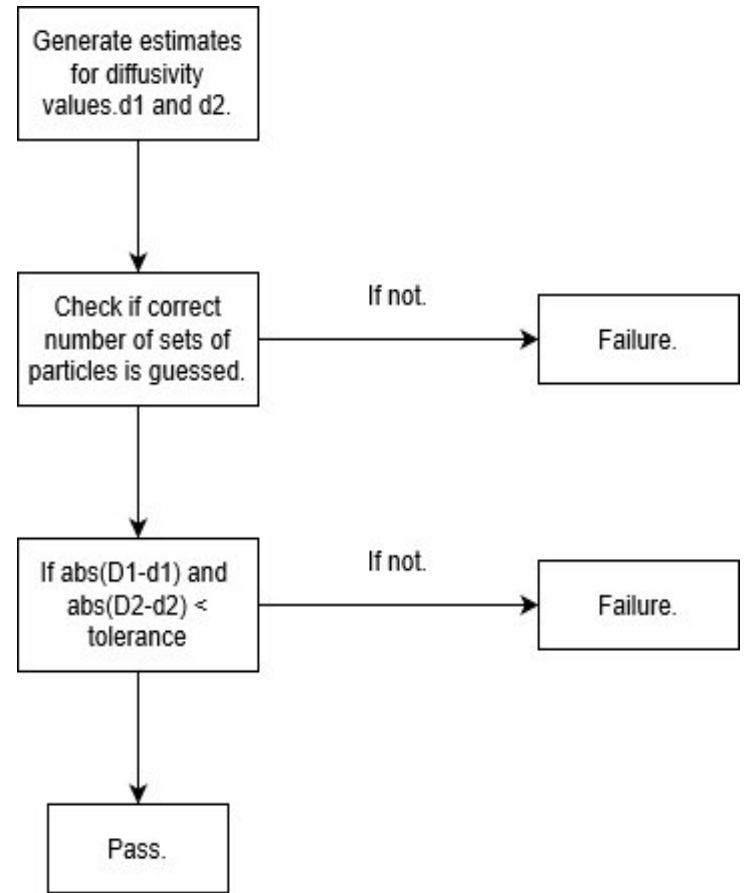 Generate estimates
for diffusivity
values.d1 and d2.
Check if correct
number of sets of
particles is guessed.
If not.
Failure.
If abs(D1-d1) and
abs(D2-d2) <
tolerance
If not.
Failure.
Pass.